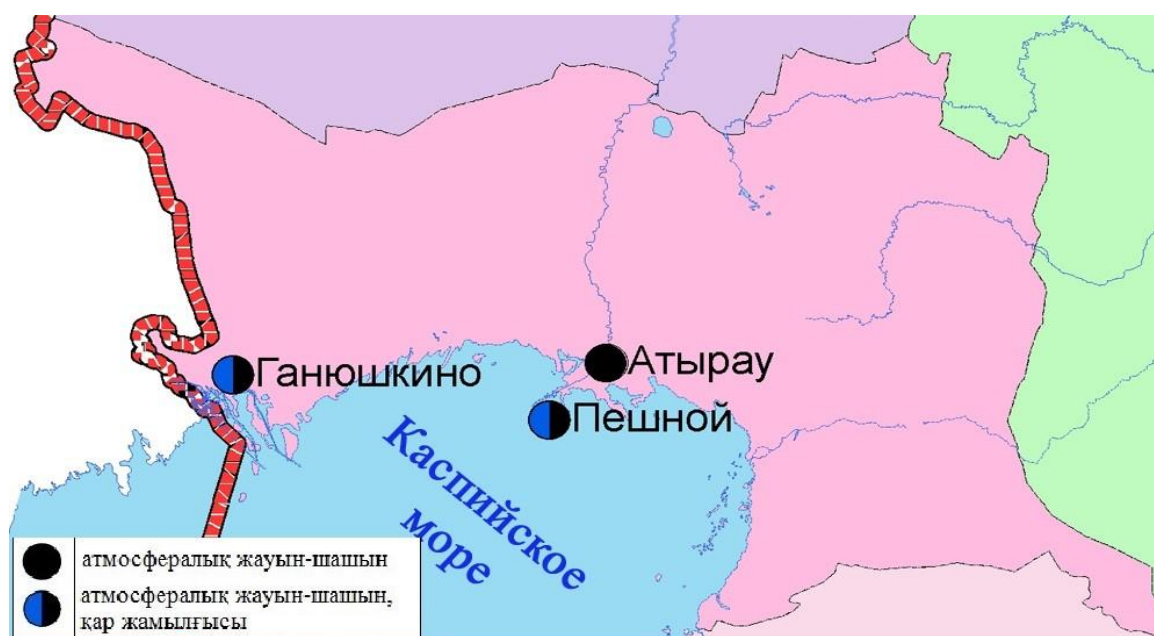 Ганюшкино
Атырау
Пешной
Каспийское
море
атмосфералық жауын-шашын
атмосфералық жауын-шашын,
қар жамылғысы